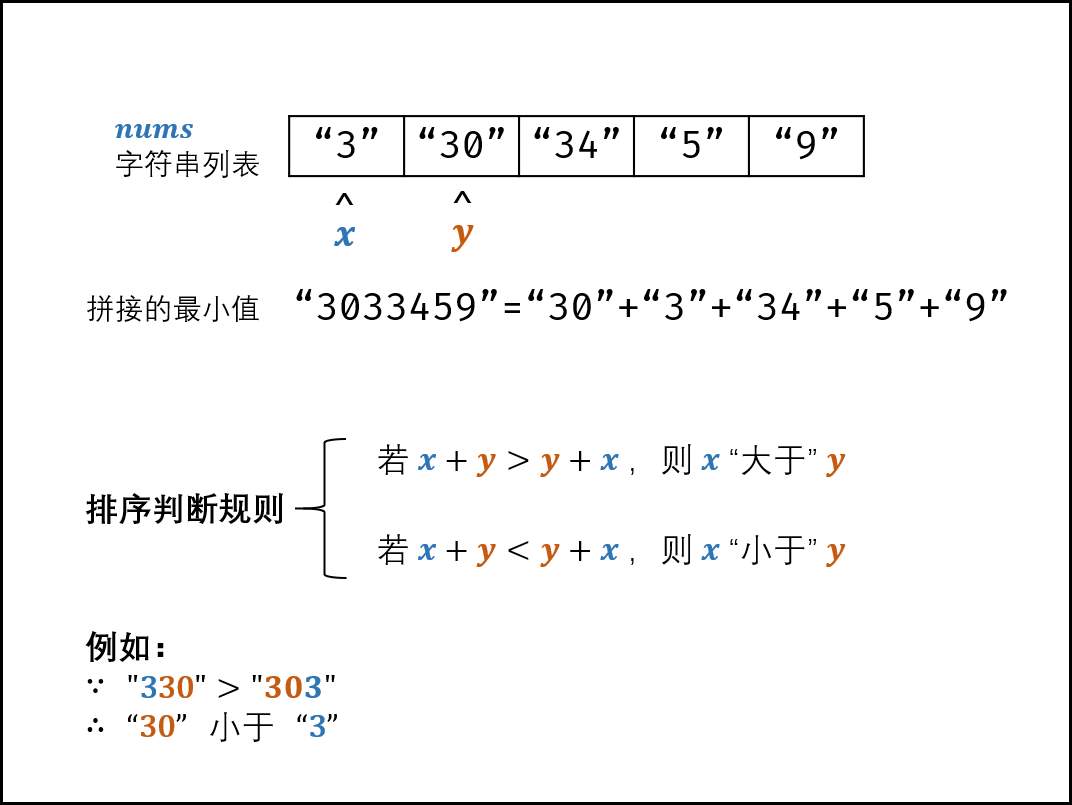 nums
字符串列表
“3” “30” “34” “5” “9”
^ ^
x y
拼接的最小值 “3033459”=“30”+“3”+“34”+“5”+“9”
排序判断规则
若 x + y > y + x ，则 x “大于” y
若 x + y < y + x ，则 x “小于” y
例如：
∵ "330" > "303"
∴ “30” 小于 “3”